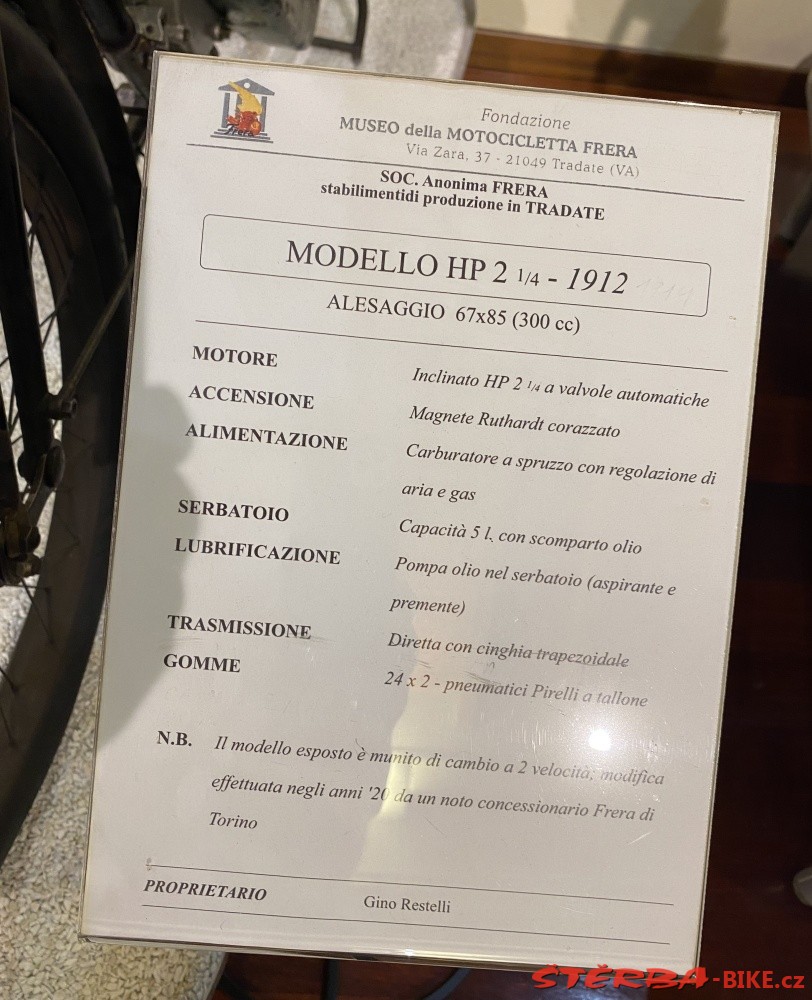 Frera
Fondazione
MUSEO della MOTOCICLETTA FRERA
Via Zara, 37 - 21049 Tradate (VA)
SOC. Anonima FRERA
stabilimentidi produzione in TRADATE
MODELLO HP 2 1/4 - 1912
ALESAGGIO 67x85 (300 cc)
MOTORE Inclinato HP 2 1/4 a valvole automatiche
ACCENSIONE Magnete Ruthardt corazzato
ALIMENTAZIONE Carburatore a spruzzo con regolazione di
aria e gas
SERBATOIO Capacità 5 l, con scomparto olio
LUBRIFICAZIONE Pompa olio nel serbatoio (aspirante e
premente)
TRASMISSIONE Diretta con cinghia trapezoidale
GOMME 24 x 2 - pneumatici Pirelli a tallone
N.B. Il modello esposto è munito di cambio a 2 velocità; modifica
effettuata negli anni '20 da un noto concessionario Frera di
Torino
PROPRIETARIO Gino Restelli
ŠTĚRBA-BIKE.cz